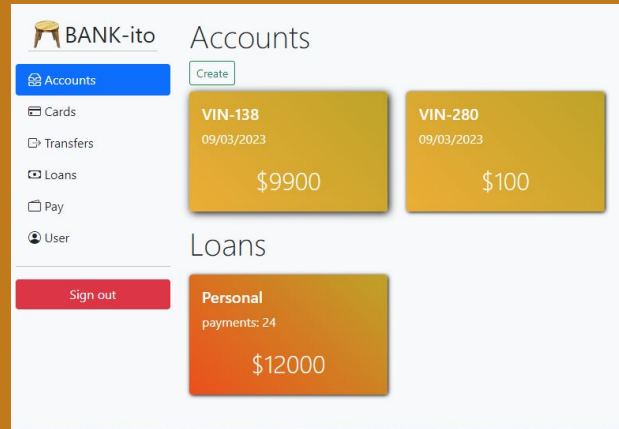 BANK-ito
Accounts
Cards
Transfers
Loans
Pay
User
Sign out
Accounts
Create
VIN-138
09/03/2023
$9900
VIN-280
09/03/2023
$100
Loans
Personal
payments: 24
$12000